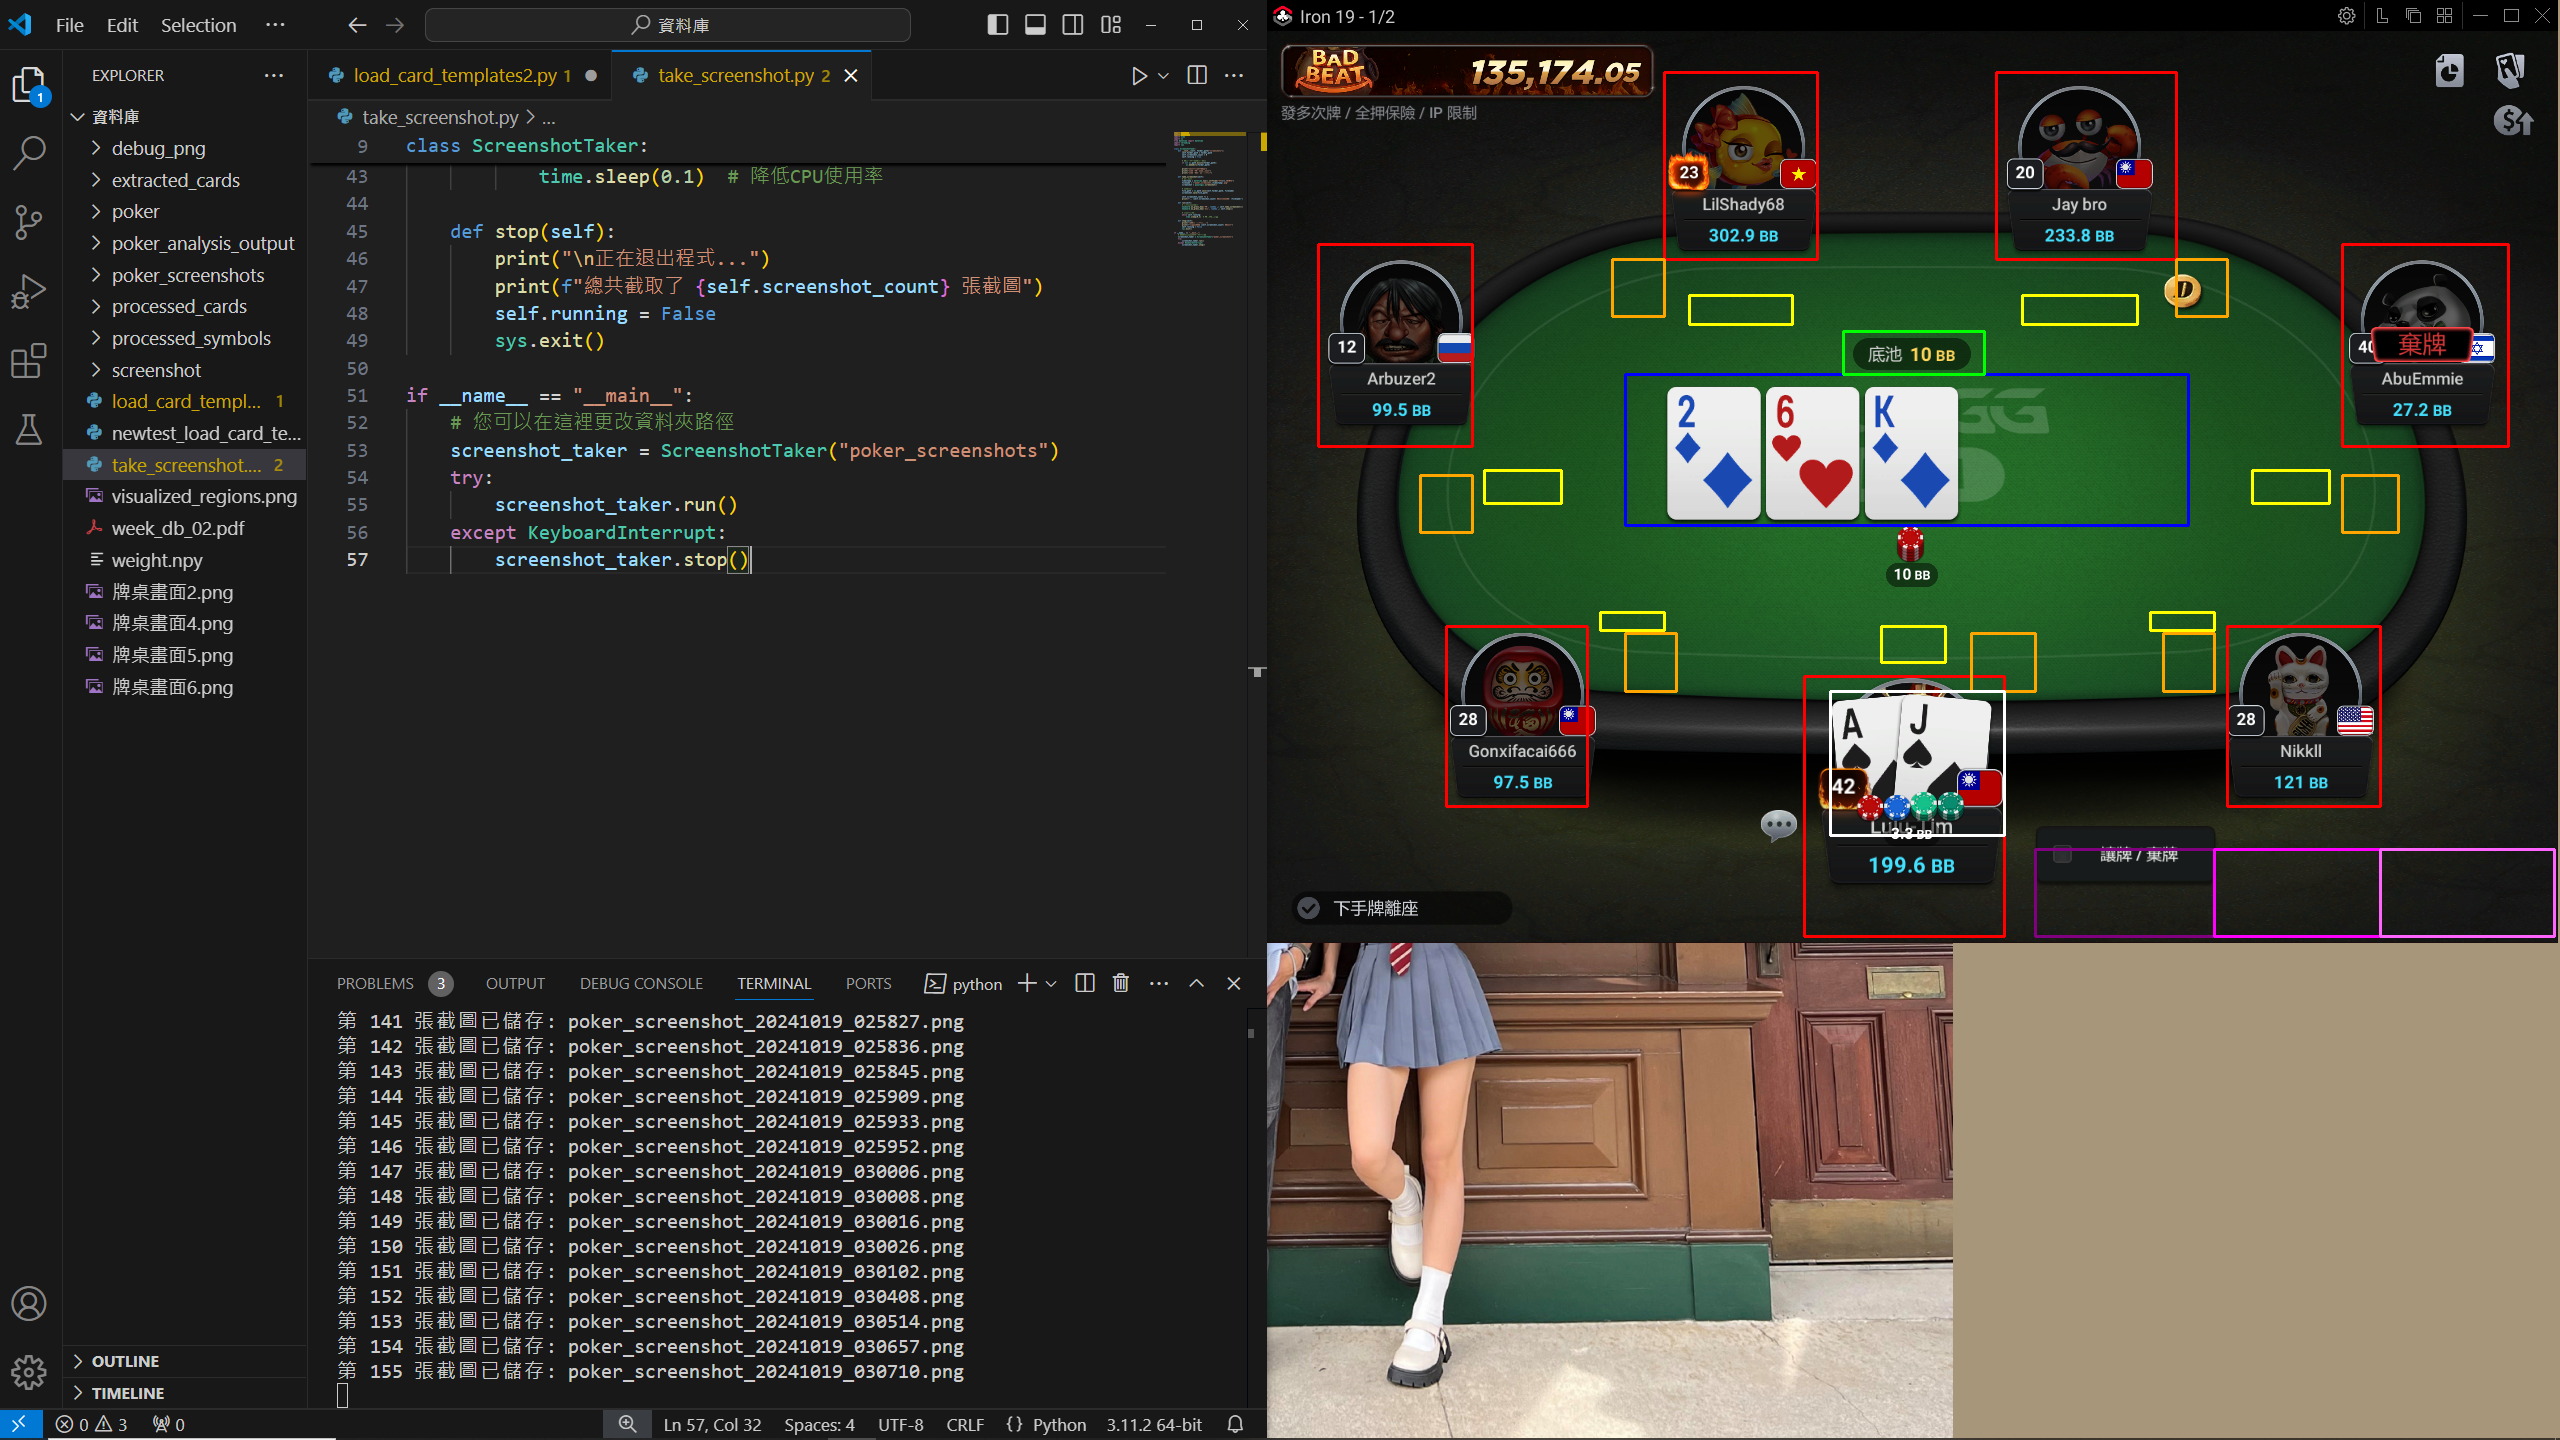 File Edit Selection ···
資料庫
EXPLORER ···
資料庫
debug_png
extracted_cards
poker
poker_analysis_output
poker_screenshots
processed_cards
processed_symbols
screenshot
load_card_templ... 1
newtest_load_card_te...
take_screenshot.... 2
visualized_regions.png
week_db_02.pdf
weight.npy
牌桌畫面2.png
牌桌畫面4.png
牌桌畫面5.png
牌桌畫面6.png
OUTLINE
TIMELINE
1
load_card_templates2.py 1
take_screenshot.py 2
take_screenshot.py > ...
9 class ScreenshotTaker:
43 time.sleep(0.1) # 降低CPU使用率
44
45 def stop(self):
46 print("\n正在退出程式...")
47 print(f"總共截取了 {self.screenshot_count} 張截圖")
48 self.running = False
49 sys.exit()
50
51 if __name__ == "__main__":
52 # 您可以在這裡更改資料夾路徑
53 screenshot_taker = ScreenshotTaker("poker_screenshots")
54 try:
55 screenshot_taker.run()
56 except KeyboardInterrupt:
57 screenshot_taker.stop()
PROBLEMS 3 OUTPUT DEBUG CONSOLE TERMINAL PORTS python
第 141 張截圖已儲存: poker_screenshot_20241019_025827.png
第 142 張截圖已儲存: poker_screenshot_20241019_025836.png
第 143 張截圖已儲存: poker_screenshot_20241019_025845.png
第 144 張截圖已儲存: poker_screenshot_20241019_025909.png
第 145 張截圖已儲存: poker_screenshot_20241019_025933.png
第 146 張截圖已儲存: poker_screenshot_20241019_025952.png
第 147 張截圖已儲存: poker_screenshot_20241019_030006.png
第 148 張截圖已儲存: poker_screenshot_20241019_030008.png
第 149 張截圖已儲存: poker_screenshot_20241019_030016.png
第 150 張截圖已儲存: poker_screenshot_20241019_030026.png
第 151 張截圖已儲存: poker_screenshot_20241019_030102.png
第 152 張截圖已儲存: poker_screenshot_20241019_030408.png
第 153 張截圖已儲存: poker_screenshot_20241019_030514.png
第 154 張截圖已儲存: poker_screenshot_20241019_030657.png
第 155 張截圖已儲存: poker_screenshot_20241019_030710.png
0 3 0 Ln 57, Col 32 Spaces: 4 UTF-8 CRLF {} Python 3.11.2 64-bit
Iron 19 - 1/2
BAD BEAT 135,174.05
發多次牌 / 全押保險 / IP 限制
23
LilShady68
302.9 BB
20
Jay bro
233.8 BB
D
12
Arbuzer2
99.5 BB
40 棄牌
AbuEmmie
27.2 BB
底池 10 BB
2 6 K
GG
10 BB
28
Gonxifacai666
97.5 BB
28
Nikkll
121 BB
A J
42
3.3 BB
199.6 BB
讓牌 / 棄牌
下手牌離座